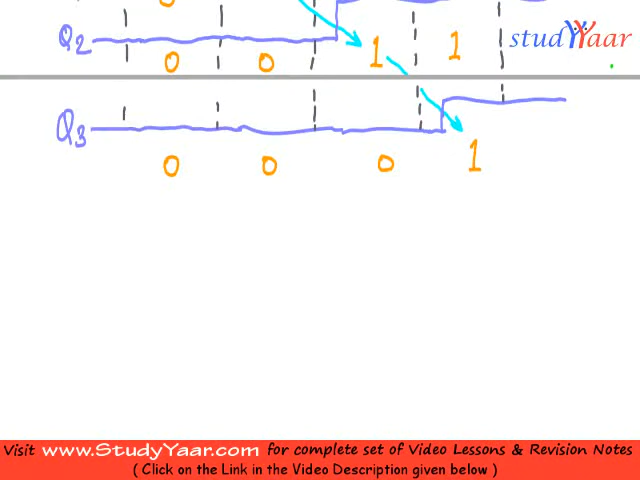 studYYaar
Q2
0 0 1 1
Q3
0 0 0 1
Visit www.StudyYaar.com for complete set of Video Lessons & Revision Notes
( Click on the Link in the Video Description given below )